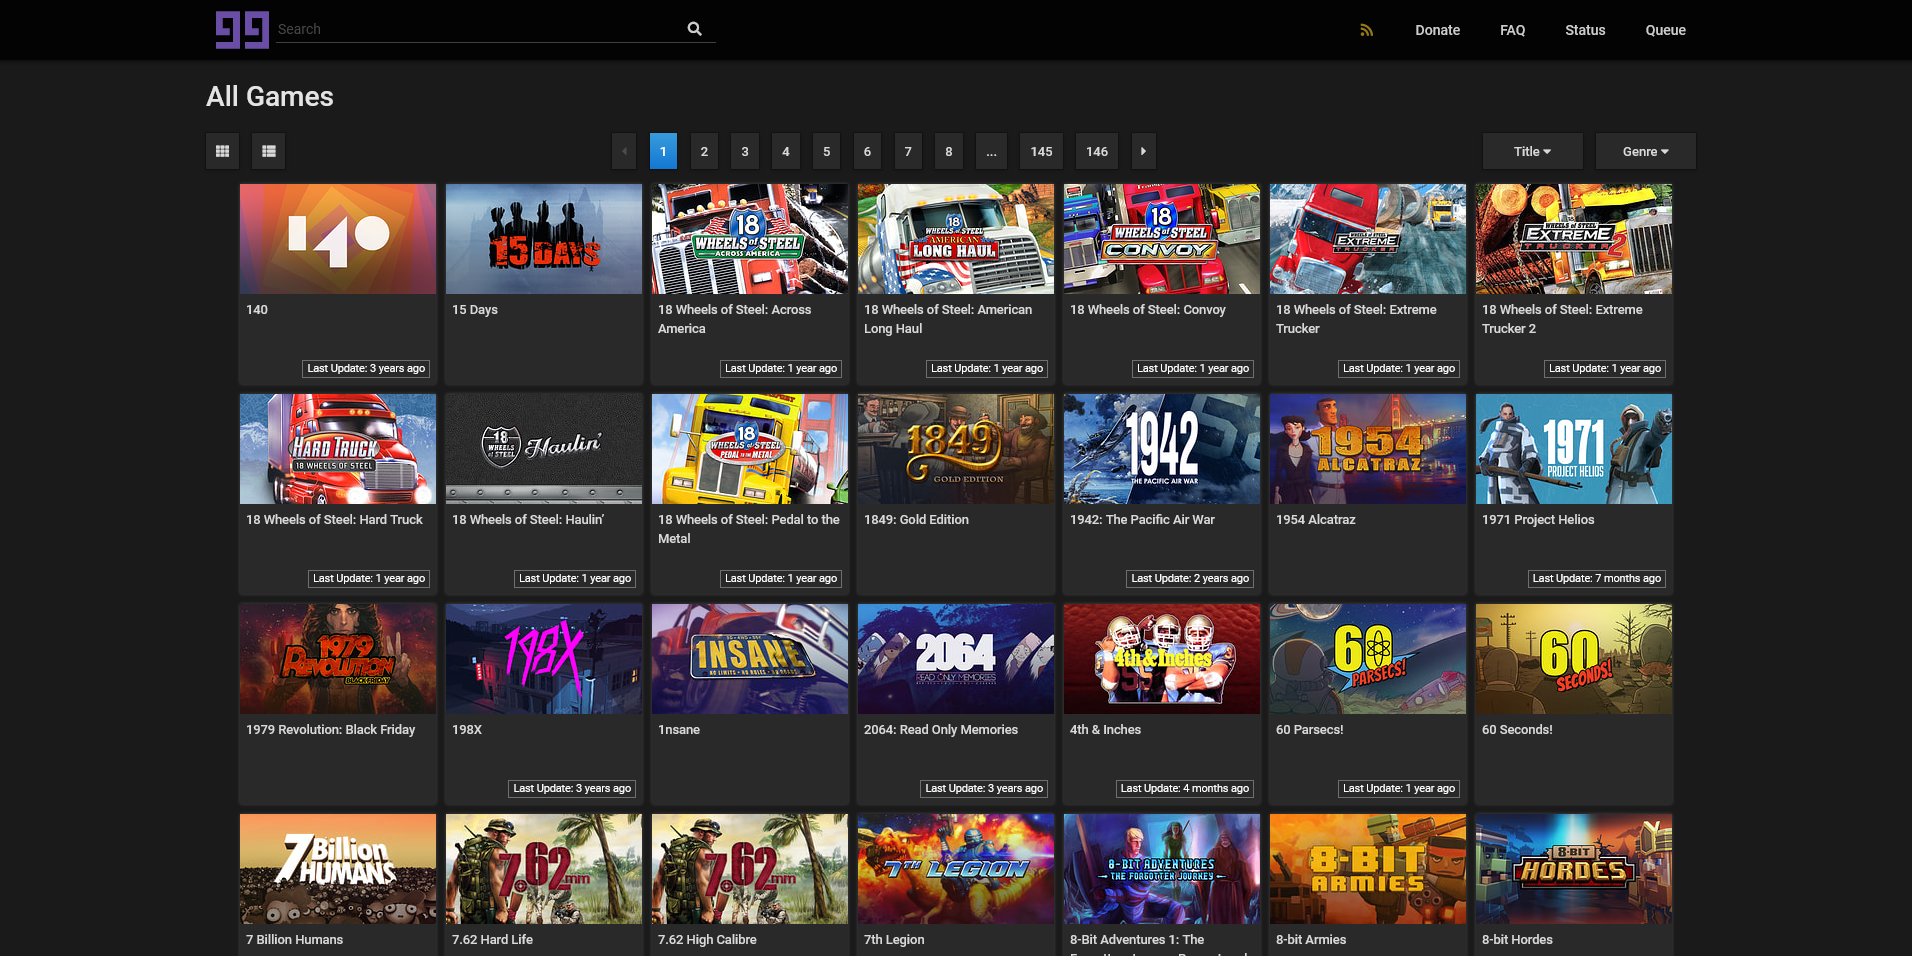 gg
Search
Donate
FAQ
Status
Queue
All Games
1
2
3
4
5
6
7
8
...
145
146
Title
Genre
140
15 DAYS
18
WHEELS of STEEL
ACROSS AMERICA
18
WHEELS of STEEL
AMERICAN
LONG HAUL
18
WHEELS of STEEL
CONVOY
WHEELS of STEEL
EXTREME
TRUCKER
WHEELS of STEEL
EXTREME
TRUCKER 2
140
15 Days
18 Wheels of Steel: Across
America
18 Wheels of Steel: American
Long Haul
18 Wheels of Steel: Convoy
18 Wheels of Steel: Extreme
Trucker
18 Wheels of Steel: Extreme
Trucker 2
Last Update: 3 years ago
Last Update: 1 year ago
Last Update: 1 year ago
Last Update: 1 year ago
Last Update: 1 year ago
Last Update: 1 year ago
HARD TRUCK
18 WHEELS OF STEEL
18
WHEELS
of STEEL
Haulin'
18
WHEELS of STEEL
PEDAL TO THE METAL
1849
GOLD EDITION
1942
THE PACIFIC AIR WAR
1954
ALCATRAZ
1971
PROJECT HELIOS
18 Wheels of Steel: Hard Truck
18 Wheels of Steel: Haulin’
18 Wheels of Steel: Pedal to the
Metal
1849: Gold Edition
1942: The Pacific Air War
1954 Alcatraz
1971 Project Helios
Last Update: 1 year ago
Last Update: 1 year ago
Last Update: 1 year ago
Last Update: 2 years ago
Last Update: 7 months ago
1979
REVOLUTION
BLACK FRIDAY
198X
1NSANE
NO LIMITS • NO RULES • NO ROADS
2064
READ ONLY MEMORIES
4th & Inches
60
PARSECS!
60
SECONDS!
1979 Revolution: Black Friday
198X
1nsane
2064: Read Only Memories
4th & Inches
60 Parsecs!
60 Seconds!
Last Update: 3 years ago
Last Update: 3 years ago
Last Update: 4 months ago
Last Update: 1 year ago
7 Billion
HUMANS
7.62 mm
7.62 mm
7TH LEGION
8-BIT ADVENTURES
THE FORGOTTEN JOURNEY
8-BIT
ARMIES
8-BIT
HORDES
7 Billion Humans
7.62 Hard Life
7.62 High Calibre
7th Legion
8-Bit Adventures 1: The
8-bit Armies
8-bit Hordes